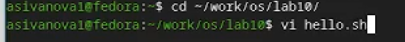 asivanova1@fedora:~$ cd ~/work/os/lab10/
asivanova1@fedora:~/work/os/lab10$ vi hello.sh